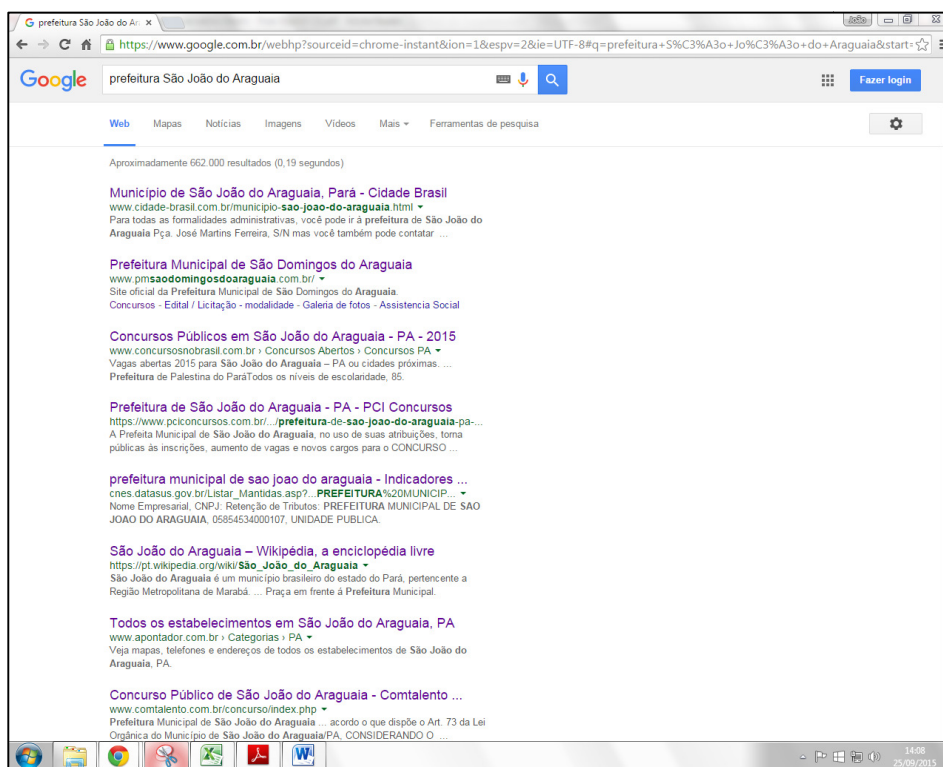 prefeitura São João do Ar
João
https://www.google.com.br/webhp?sourceid=chrome-instant&ion=1&espv=2&ie=UTF-8#q=prefeitura+S%C3%A3o+Jo%C3%A3o+do+Araguaia&start=
Google
prefeitura São João do Araguaia
Fazer login
Web Mapas Notícias Imagens Vídeos Mais Ferramentas de pesquisa
Aproximadamente 662.000 resultados (0,19 segundos)
Município de São João do Araguaia, Pará - Cidade Brasil
www.cidade-brasil.com.br/municipio-sao-joao-do-araguaia.html
Para todas as formalidades administrativas, você pode ir á prefeitura de São João do
Araguaia Pça. José Martins Ferreira, S/N mas você também pode contatar ...
Prefeitura Municipal de São Domingos do Araguaia
www.pmsaodomingosdoaraguaia.com.br/
Site oficial da Prefeitura Municipal de São Domingos do Araguaia.
Concursos - Edital / Licitação - modalidade - Galeria de fotos - Assistencia Social
Concursos Públicos em São João do Araguaia - PA - 2015
www.concursosnobrasil.com.br › Concursos Abertos › Concursos PA
Vagas abertas 2015 para São João do Araguaia – PA ou cidades próximas. ...
Prefeitura de Palestina do ParáTodos os níveis de escolaridade, 85.
Prefeitura de São João do Araguaia - PA - PCI Concursos
https://www.pciconcursos.com.br/.../prefeitura-de-sao-joao-do-araguaia-pa-...
A Prefeita Municipal de São João do Araguaia, no uso de suas atribuições, torna
públicas às inscrições, aumento de vagas e novos cargos para o CONCURSO ...
prefeitura municipal de sao joao do araguaia - Indicadores ...
cnes.datasus.gov.br/Listar_Mantidas.asp?...PREFEITURA%20MUNICIP...
Nome Empresarial, CNPJ: Retenção de Tributos: PREFEITURA MUNICIPAL DE SAO
JOAO DO ARAGUAIA, 05854534000107, UNIDADE PUBLICA.
São João do Araguaia – Wikipédia, a enciclopédia livre
https://pt.wikipedia.org/wiki/São_João_do_Araguaia
São João do Araguaia é um município brasileiro do estado do Pará, pertencente a
Região Metropolitana de Marabá. ... Praça em frente á Prefeitura Municipal.
Todos os estabelecimentos em São João do Araguaia, PA
www.apontador.com.br › Categorias › PA
Veja mapas, telefones e endereços de todos os estabelecimentos de São João do
Araguaia, PA.
Concurso Público de São João do Araguaia - Comtalento ...
www.comtalento.com.br/concurso/index.php
Prefeitura Municipal de São João do Araguaia ... acordo o que dispõe o Art. 73 da Lei
Orgânica do Município de São João do Araguaia/PA, CONSIDERANDO O ...
14:08
25/09/2015